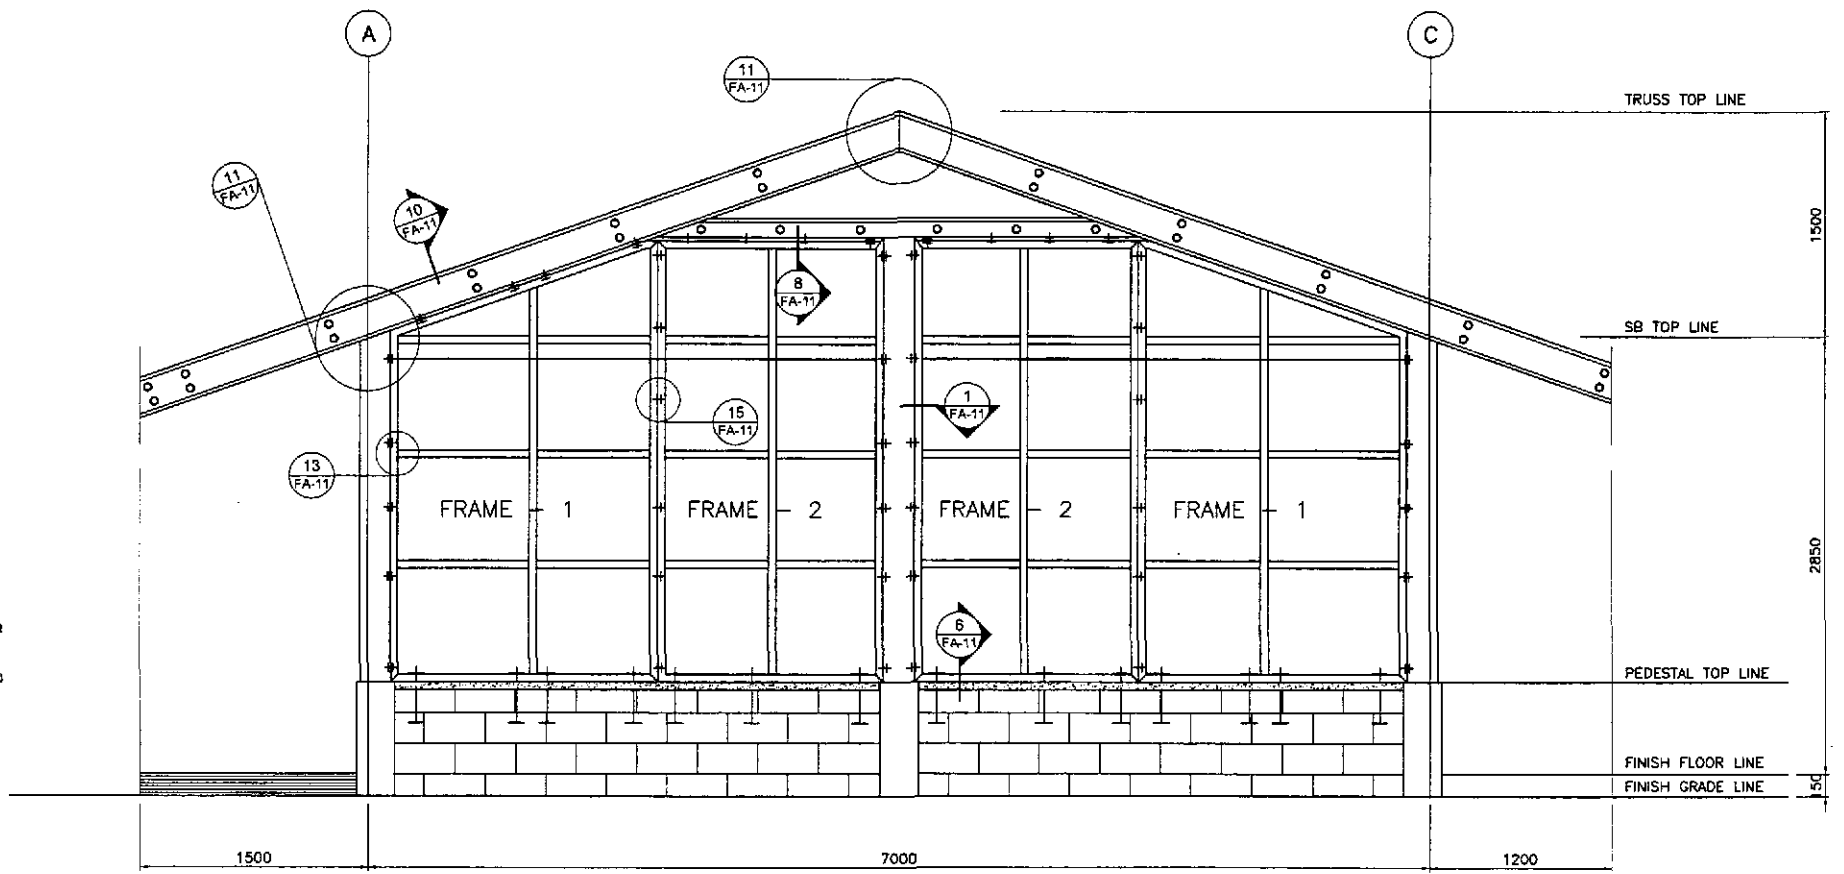 A
C
11
FA-11
TRUSS TOP LINE
11
FA-11
10
FA-11
1500
8
FA-11
SB TOP LINE
1
FA-11
15
FA-11
13
FA-11
FRAME - 1
FRAME - 2
FRAME - 2
FRAME - 1
2850
6
FA-11
PEDESTAL TOP LINE
FINISH FLOOR LINE
FINISH GRADE LINE
150
1500
7000
1200